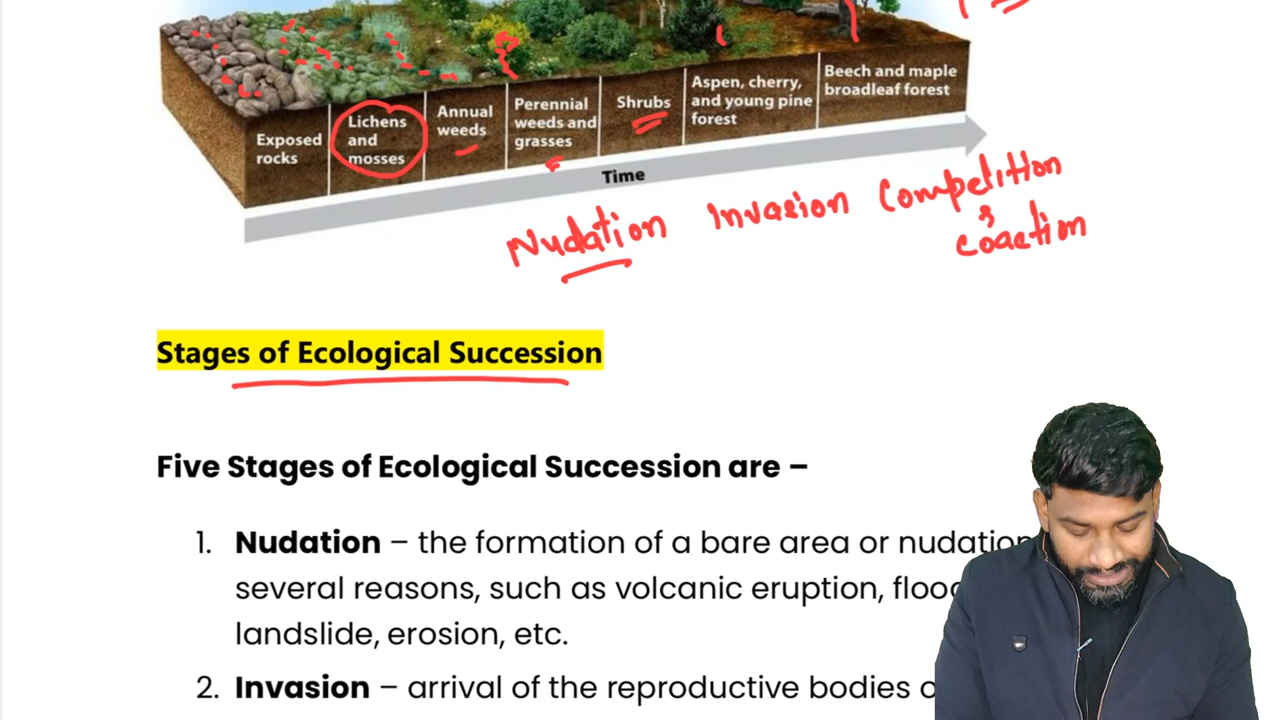 Exposed
rocks
Lichens
and
mosses
Annual
weeds
Perennial
weeds and
grasses
Shrubs
Aspen, cherry,
and young pine
forest
Beech and maple
broadleaf forest
Time
Nudation Invasion Competition
&
Coaction
Stages of Ecological Succession
Five Stages of Ecological Succession are –
1. Nudation – the formation of a bare area or nudation
several reasons, such as volcanic eruption,
landslide, erosion, etc.
2. Invasion – arrival of the reproductive bodies